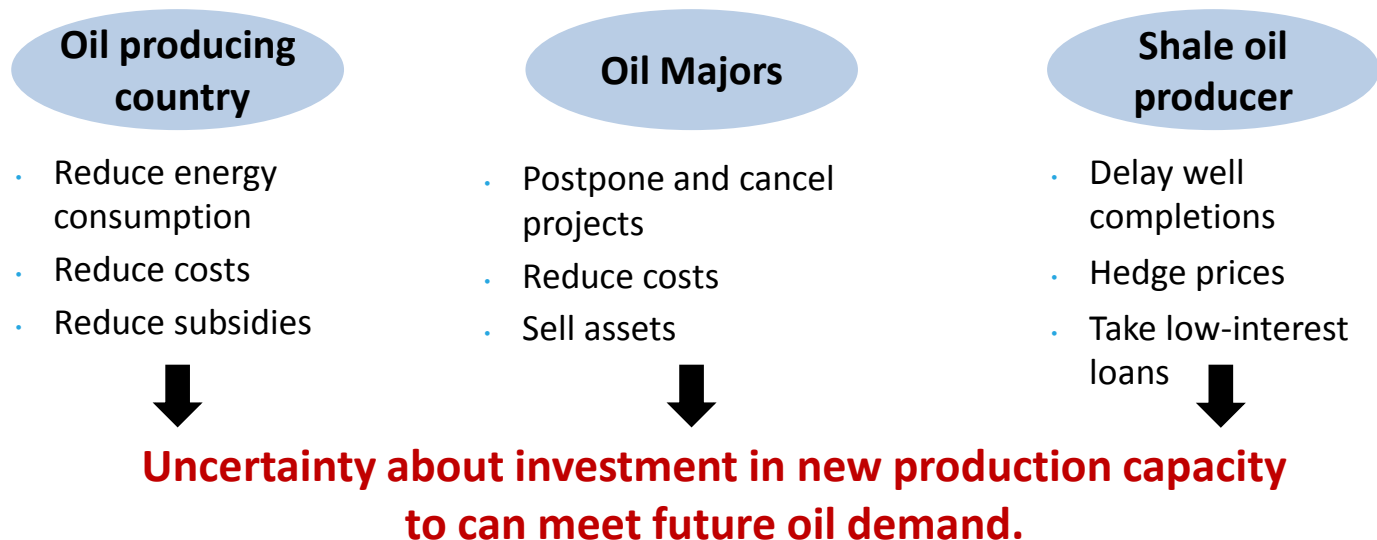 Oil producing
country
Reduce energy
consumption
Reduce costs
Reduce subsidies
Oil Majors
Postpone and cancel
projects
Reduce costs
Sell assets
Shale oil
producer
Delay well
completions
Hedge prices
Take low-interest
loans
Uncertainty about investment in new production capacity
to can meet future oil demand.